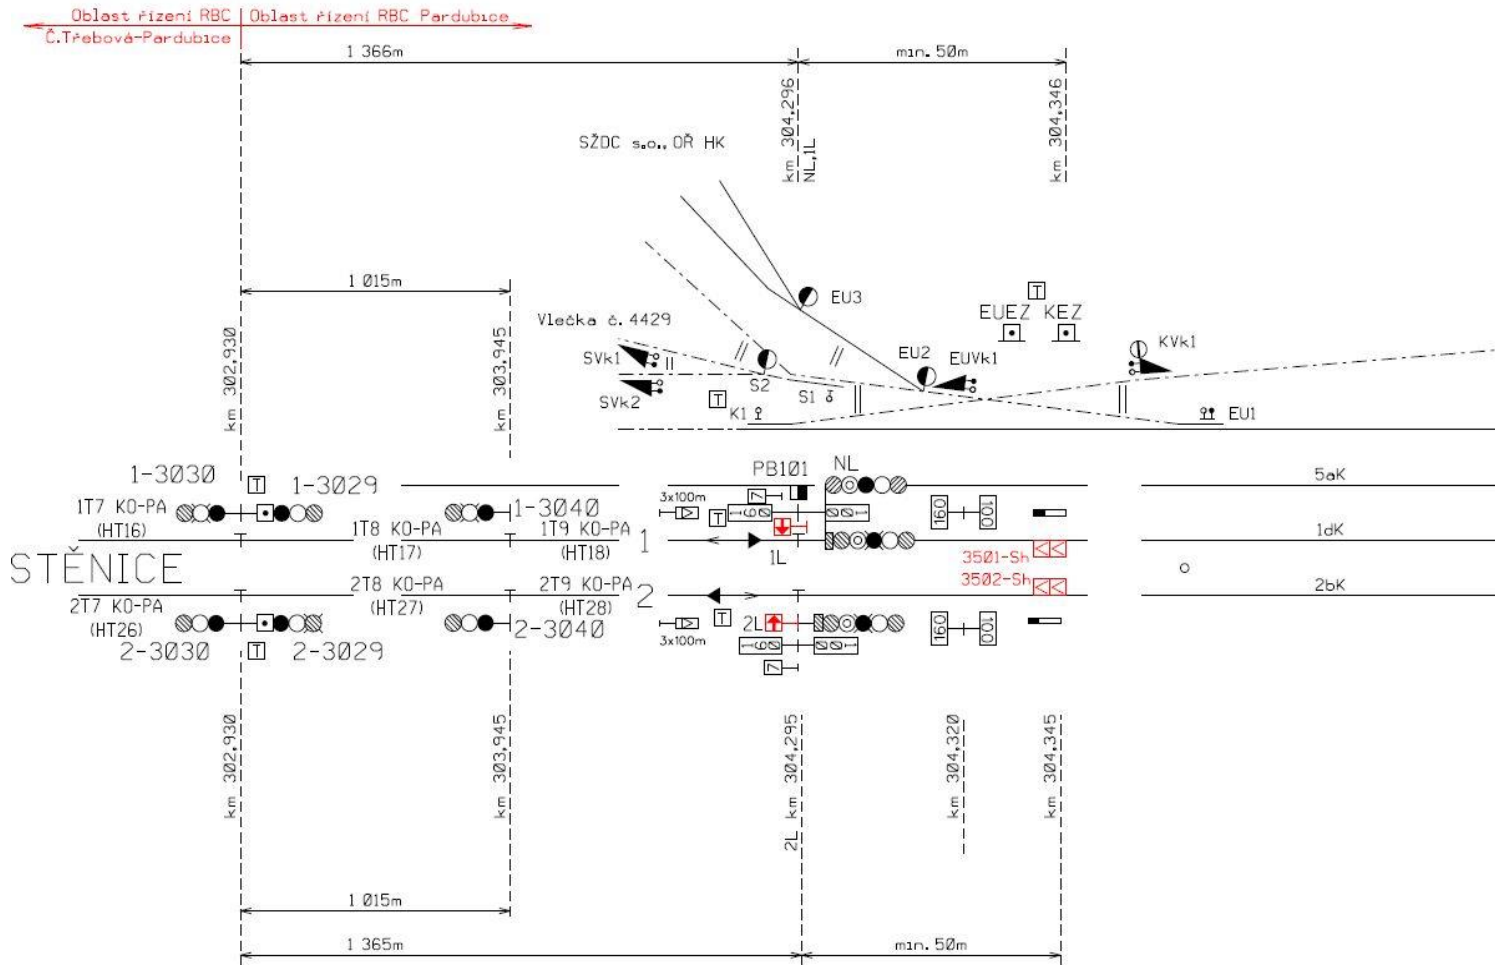 Oblast řízení RBC
Oblast řízení RBC Pardubice
Č.Třebová-Pardubice
1 366m
min. 50m
km 304,296
NL,1L
km 304,346
SŽDC s.o., OŘ HK
1 015m
EU3
T
EUEZ KEZ
Vlečka č. 4429
km 302,930
km 303,945
SVk1
EU2
EUVk1
KVk1
S2
SVk2
T
S1
K1
EU1
1-3030
T
1-3029
PB101
NL
5aK
1T7 KO-PA
(HT16)
1-3040
3x100m
7
160
100
160
100
T
1T8 KO-PA
(HT17)
1T9 KO-PA
(HT18)
1
1L
3501-Sh
1dK
STĚNICE
3502-Sh
2T7 KO-PA
(HT26)
2T8 KO-PA
(HT27)
2T9 KO-PA
(HT28)
2
2bK
T
2L
2-3030
T
2-3029
2-3040
3x100m
160
100
160
100
7
km 302,930
km 303,945
2L km 304,295
km 304,320
km 304,345
1 015m
1 365m
min. 50m